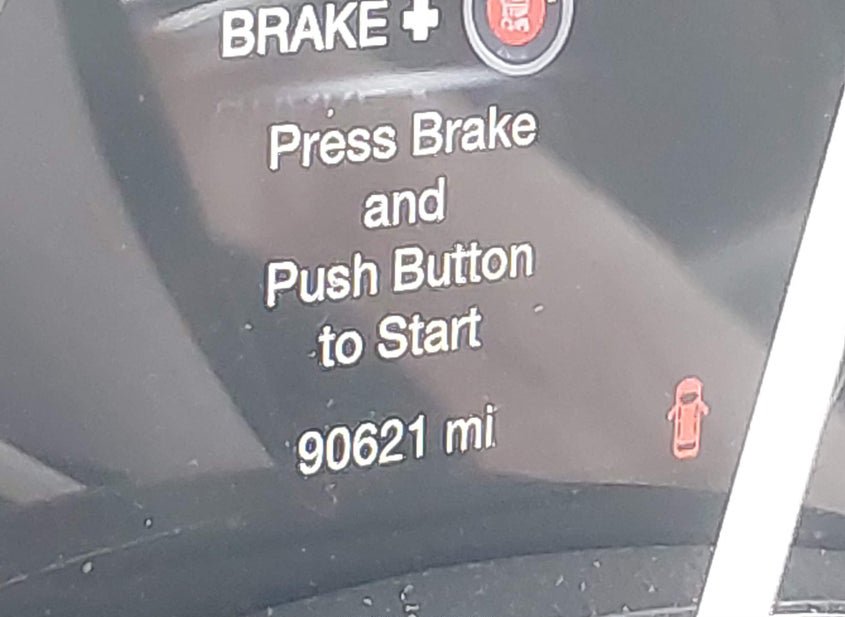 BRAKE +
Press Brake
and
Push Button
to Start
90621 mi